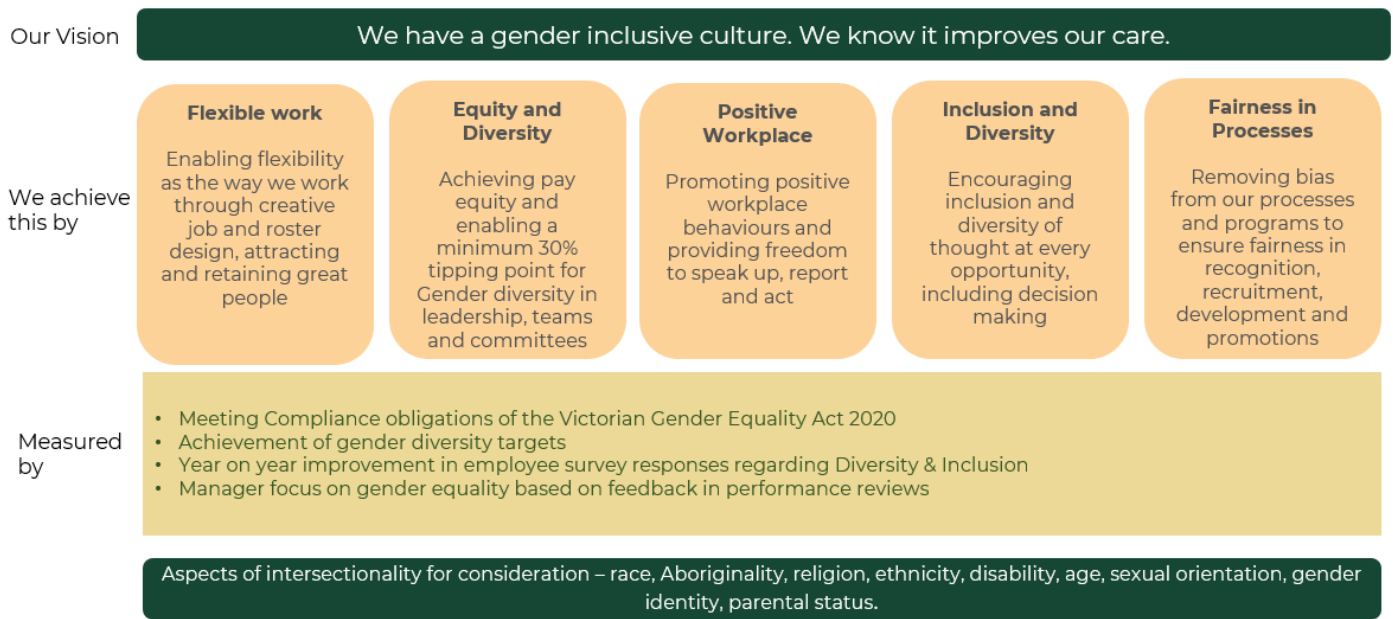 Our Vision
We have a gender inclusive culture. We know it improves our care.
We achieve
this by
Flexible work
Enabling flexibility
as the way we work
through creative
job and roster
design, attracting
and retaining great
people
Equity and
Diversity
Achieving pay
equity and
enabling a
minimum 30%
tipping point for
Gender diversity in
leadership, teams
and committees
Positive
Workplace
Promoting positive
workplace
behaviours and
providing freedom
to speak up, report
and act
Inclusion and
Diversity
Encouraging
inclusion and
diversity of
thought at every
opportunity,
including decision
making
Fairness in
Processes
Removing bias
from our processes
and programs to
ensure fairness in
recognition,
recruitment,
development and
promotions
Measured
by
• Meeting Compliance obligations of the Victorian Gender Equality Act 2020
• Achievement of gender diversity targets
• Year on year improvement in employee survey responses regarding Diversity & Inclusion
• Manager focus on gender equality based on feedback in performance reviews
Aspects of intersectionality for consideration – race, Aboriginality, religion, ethnicity, disability, age, sexual orientation, gender
identity, parental status.